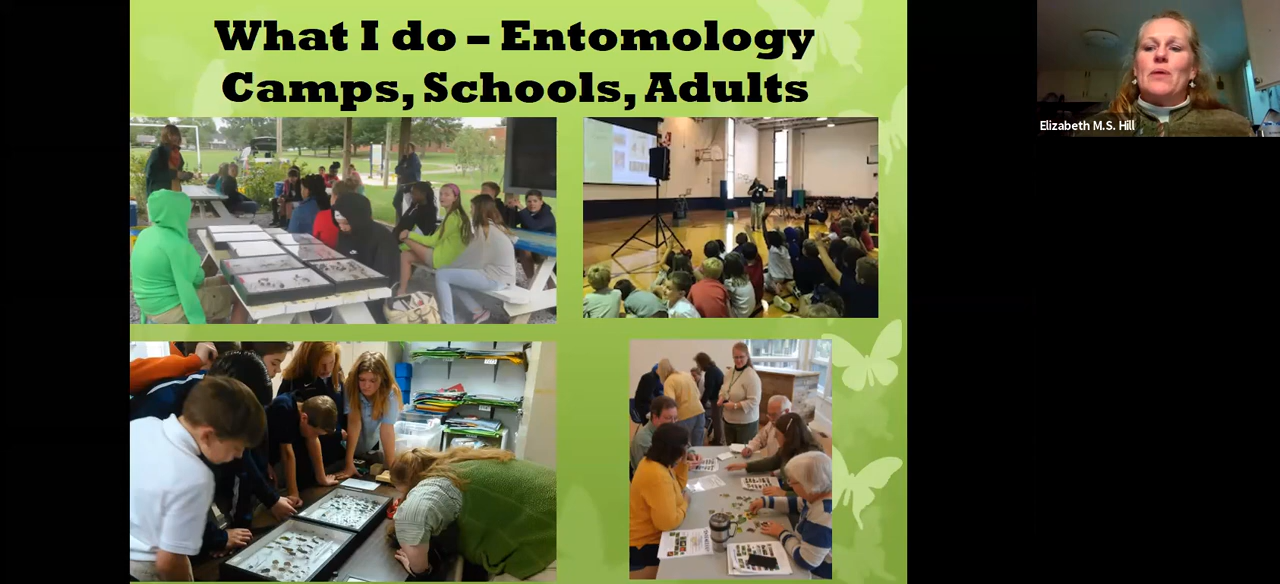 What I do – Entomology
Camps, Schools, Adults
Elizabeth M.S. Hill